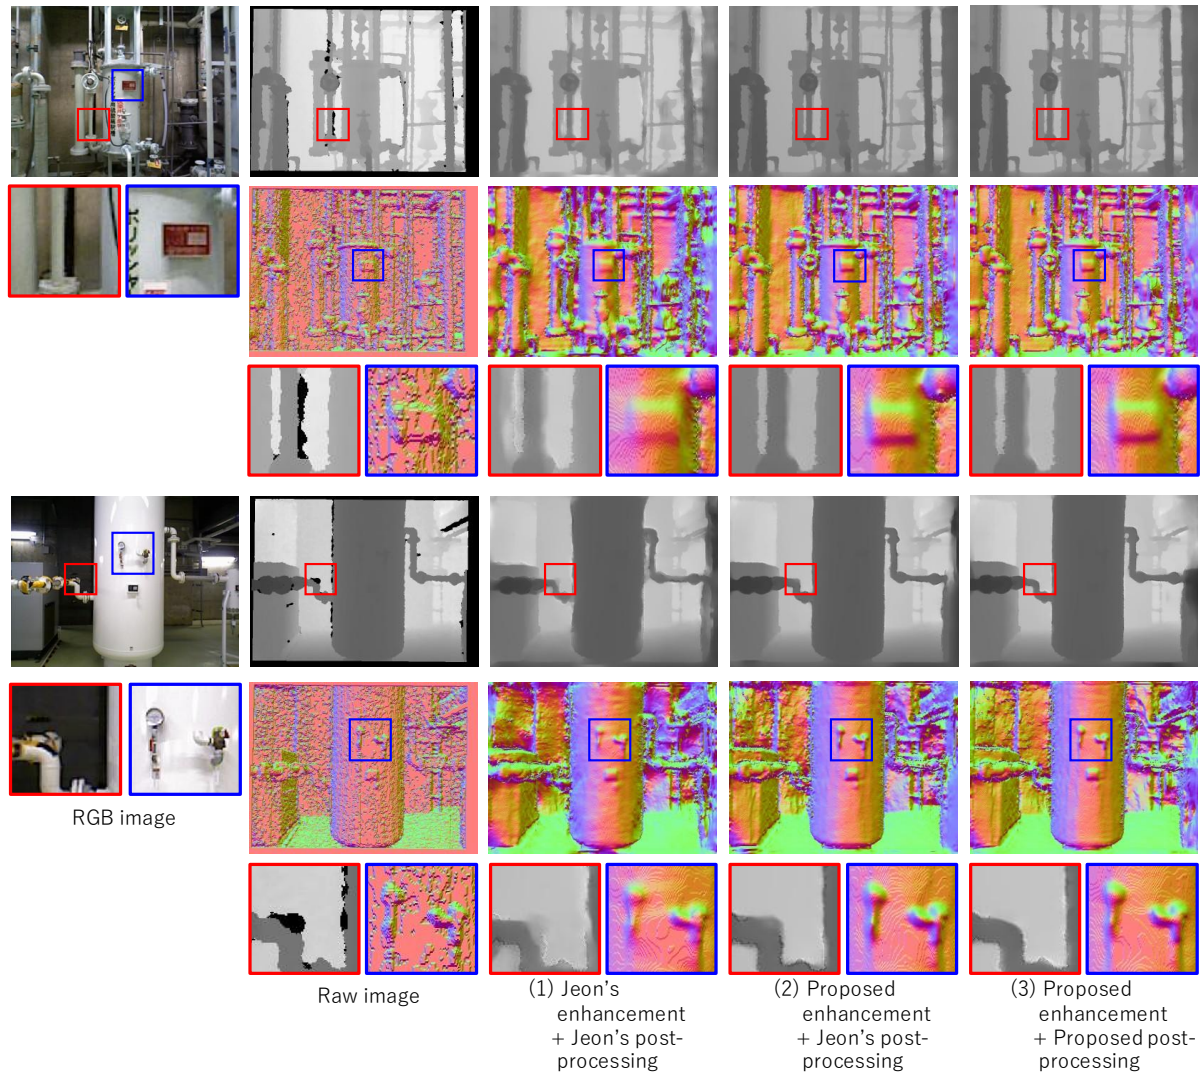 RGB image
Raw image
(1) Jeon's
enhancement
+ Jeon's post-
processing
(2) Proposed
enhancement
+ Jeon's post-
processing
(3) Proposed
enhancement
+ Proposed post-
processing